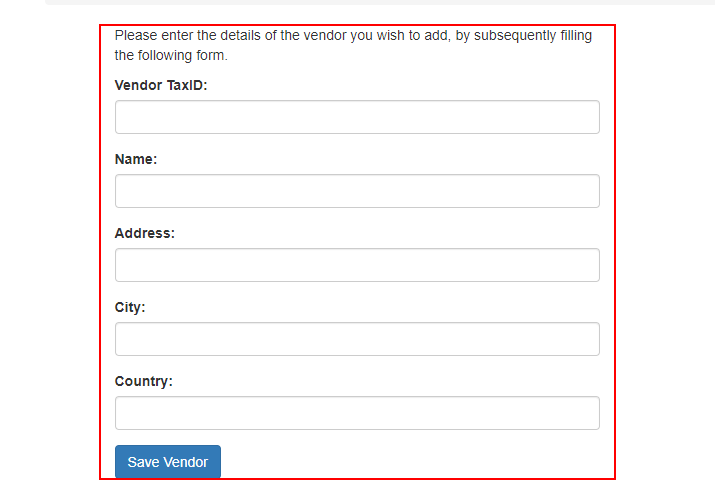 Please enter the details of the vendor you wish to add, by subsequently filling
the following form.
Vendor TaxID:
Name:
Address:
City:
Country:
Save Vendor